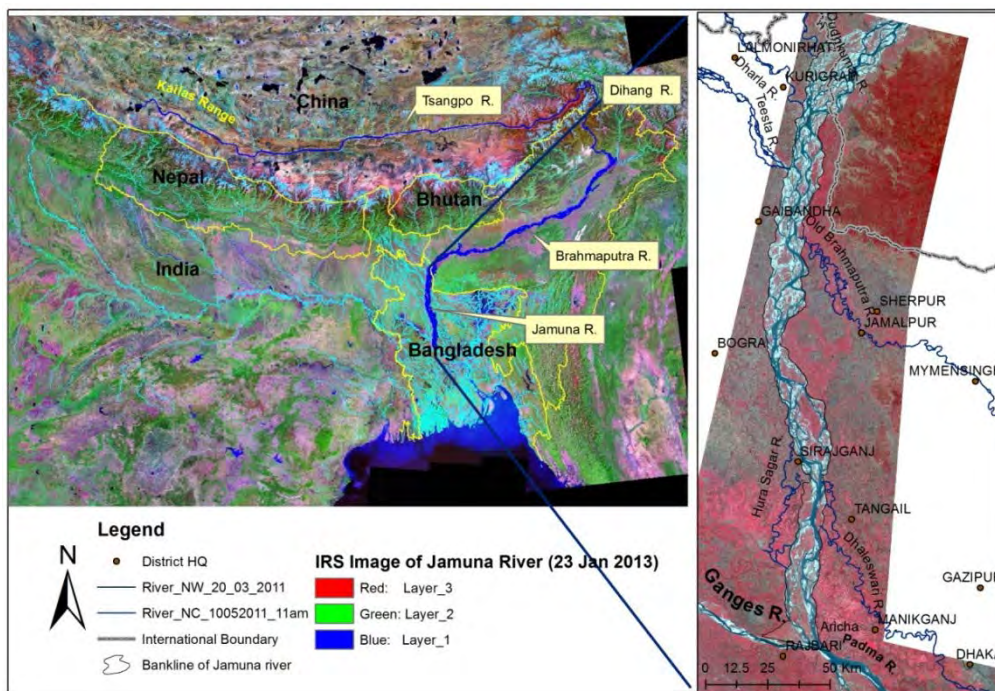 China
Kailas Range
Tsangpo R.
Dihang R.
Nepal
Bhutan
India
Brahmaputra R.
Jamuna R.
Bangladesh
Legend
N
District HQ
River_NW_20_03_2011
River_NC_10052011_11am
International Boundary
Bankline of Jamuna river
IRS Image of Jamuna River (23 Jan 2013)
Red: Layer_3
Green: Layer_2
Blue: Layer_1
LALMONIRHAT
Dudhkumar R.
Dharla R.
KURIGRAM
Teesta R.
GAIBANDHA
Old Brahmaputra R.
SHERPUR
JAMALPUR
BOGRA
MYMENSINGH
SIRAJGANJ
Hura Sagar R.
TANGAIL
Dhaleswari R.
GAZIPUR
Ganges R.
Aricha
MANIKGANJ
Padma R.
RAJBARI
DHAKA
0 12.5 25 50 Km